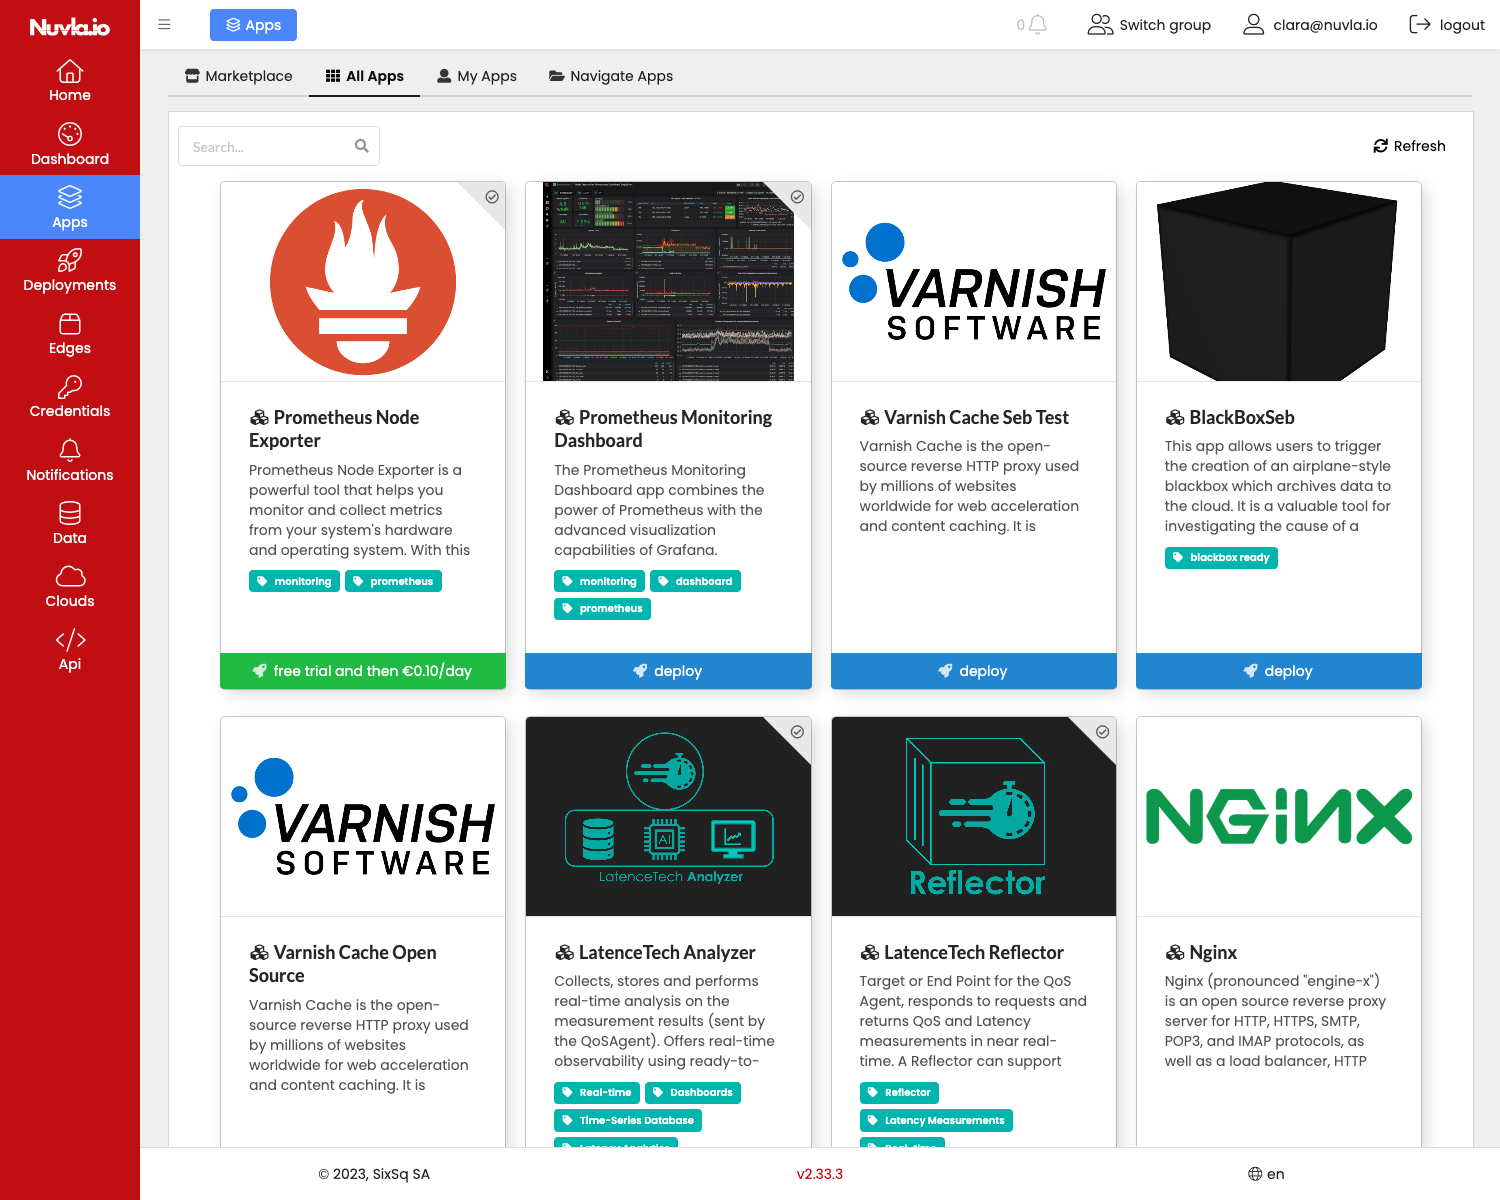 Nuvla.io
Apps
0
Switch group
clara@nuvla.io
logout
Home
Dashboard
Apps
Deployments
Edges
Credentials
Notifications
Data
Clouds
Api
Marketplace
All Apps
My Apps
Navigate Apps
Search...
Refresh
VARNISH
SOFTWARE
Prometheus Node
Exporter
Prometheus Node Exporter is a
powerful tool that helps you
monitor and collect metrics
from your system's hardware
and operating system. With this
monitoring
prometheus
free trial and then €0.10/day
Prometheus Monitoring
Dashboard
The Prometheus Monitoring
Dashboard app combines the
power of Prometheus with the
advanced visualization
capabilities of Grafana.
monitoring
dashboard
prometheus
deploy
Varnish Cache Seb Test
Varnish Cache is the open-
source reverse HTTP proxy used
by millions of websites
worldwide for web acceleration
and content caching. It is
deploy
BlackBoxSeb
This app allows users to trigger
the creation of an airplane-style
blackbox which archives data to
the cloud. It is a valuable tool for
investigating the cause of a
blackbox ready
deploy
VARNISH
SOFTWARE
Varnish Cache Open
Source
Varnish Cache is the open-
source reverse HTTP proxy used
by millions of websites
worldwide for web acceleration
and content caching. It is
AI
LatenceTech Analyzer
LatenceTech Analyzer
Collects, stores and performs
real-time analysis on the
measurement results (sent by
the QoSAgent). Offers real-time
observability using ready-to-
Real-time
Dashboards
Time-Series Database
Latency Analytics
Reflector
LatenceTech Reflector
Target or End Point for the QoS
Agent, responds to requests and
returns QoS and Latency
measurements in near real-
time. A Reflector can support
Reflector
Latency Measurements
Real-time
NGINX
Nginx
Nginx (pronounced "engine-x")
is an open source reverse proxy
server for HTTP, HTTPS, SMTP,
POP3, and IMAP protocols, as
well as a load balancer, HTTP
© 2023, SixSq SA
v2.33.3
en